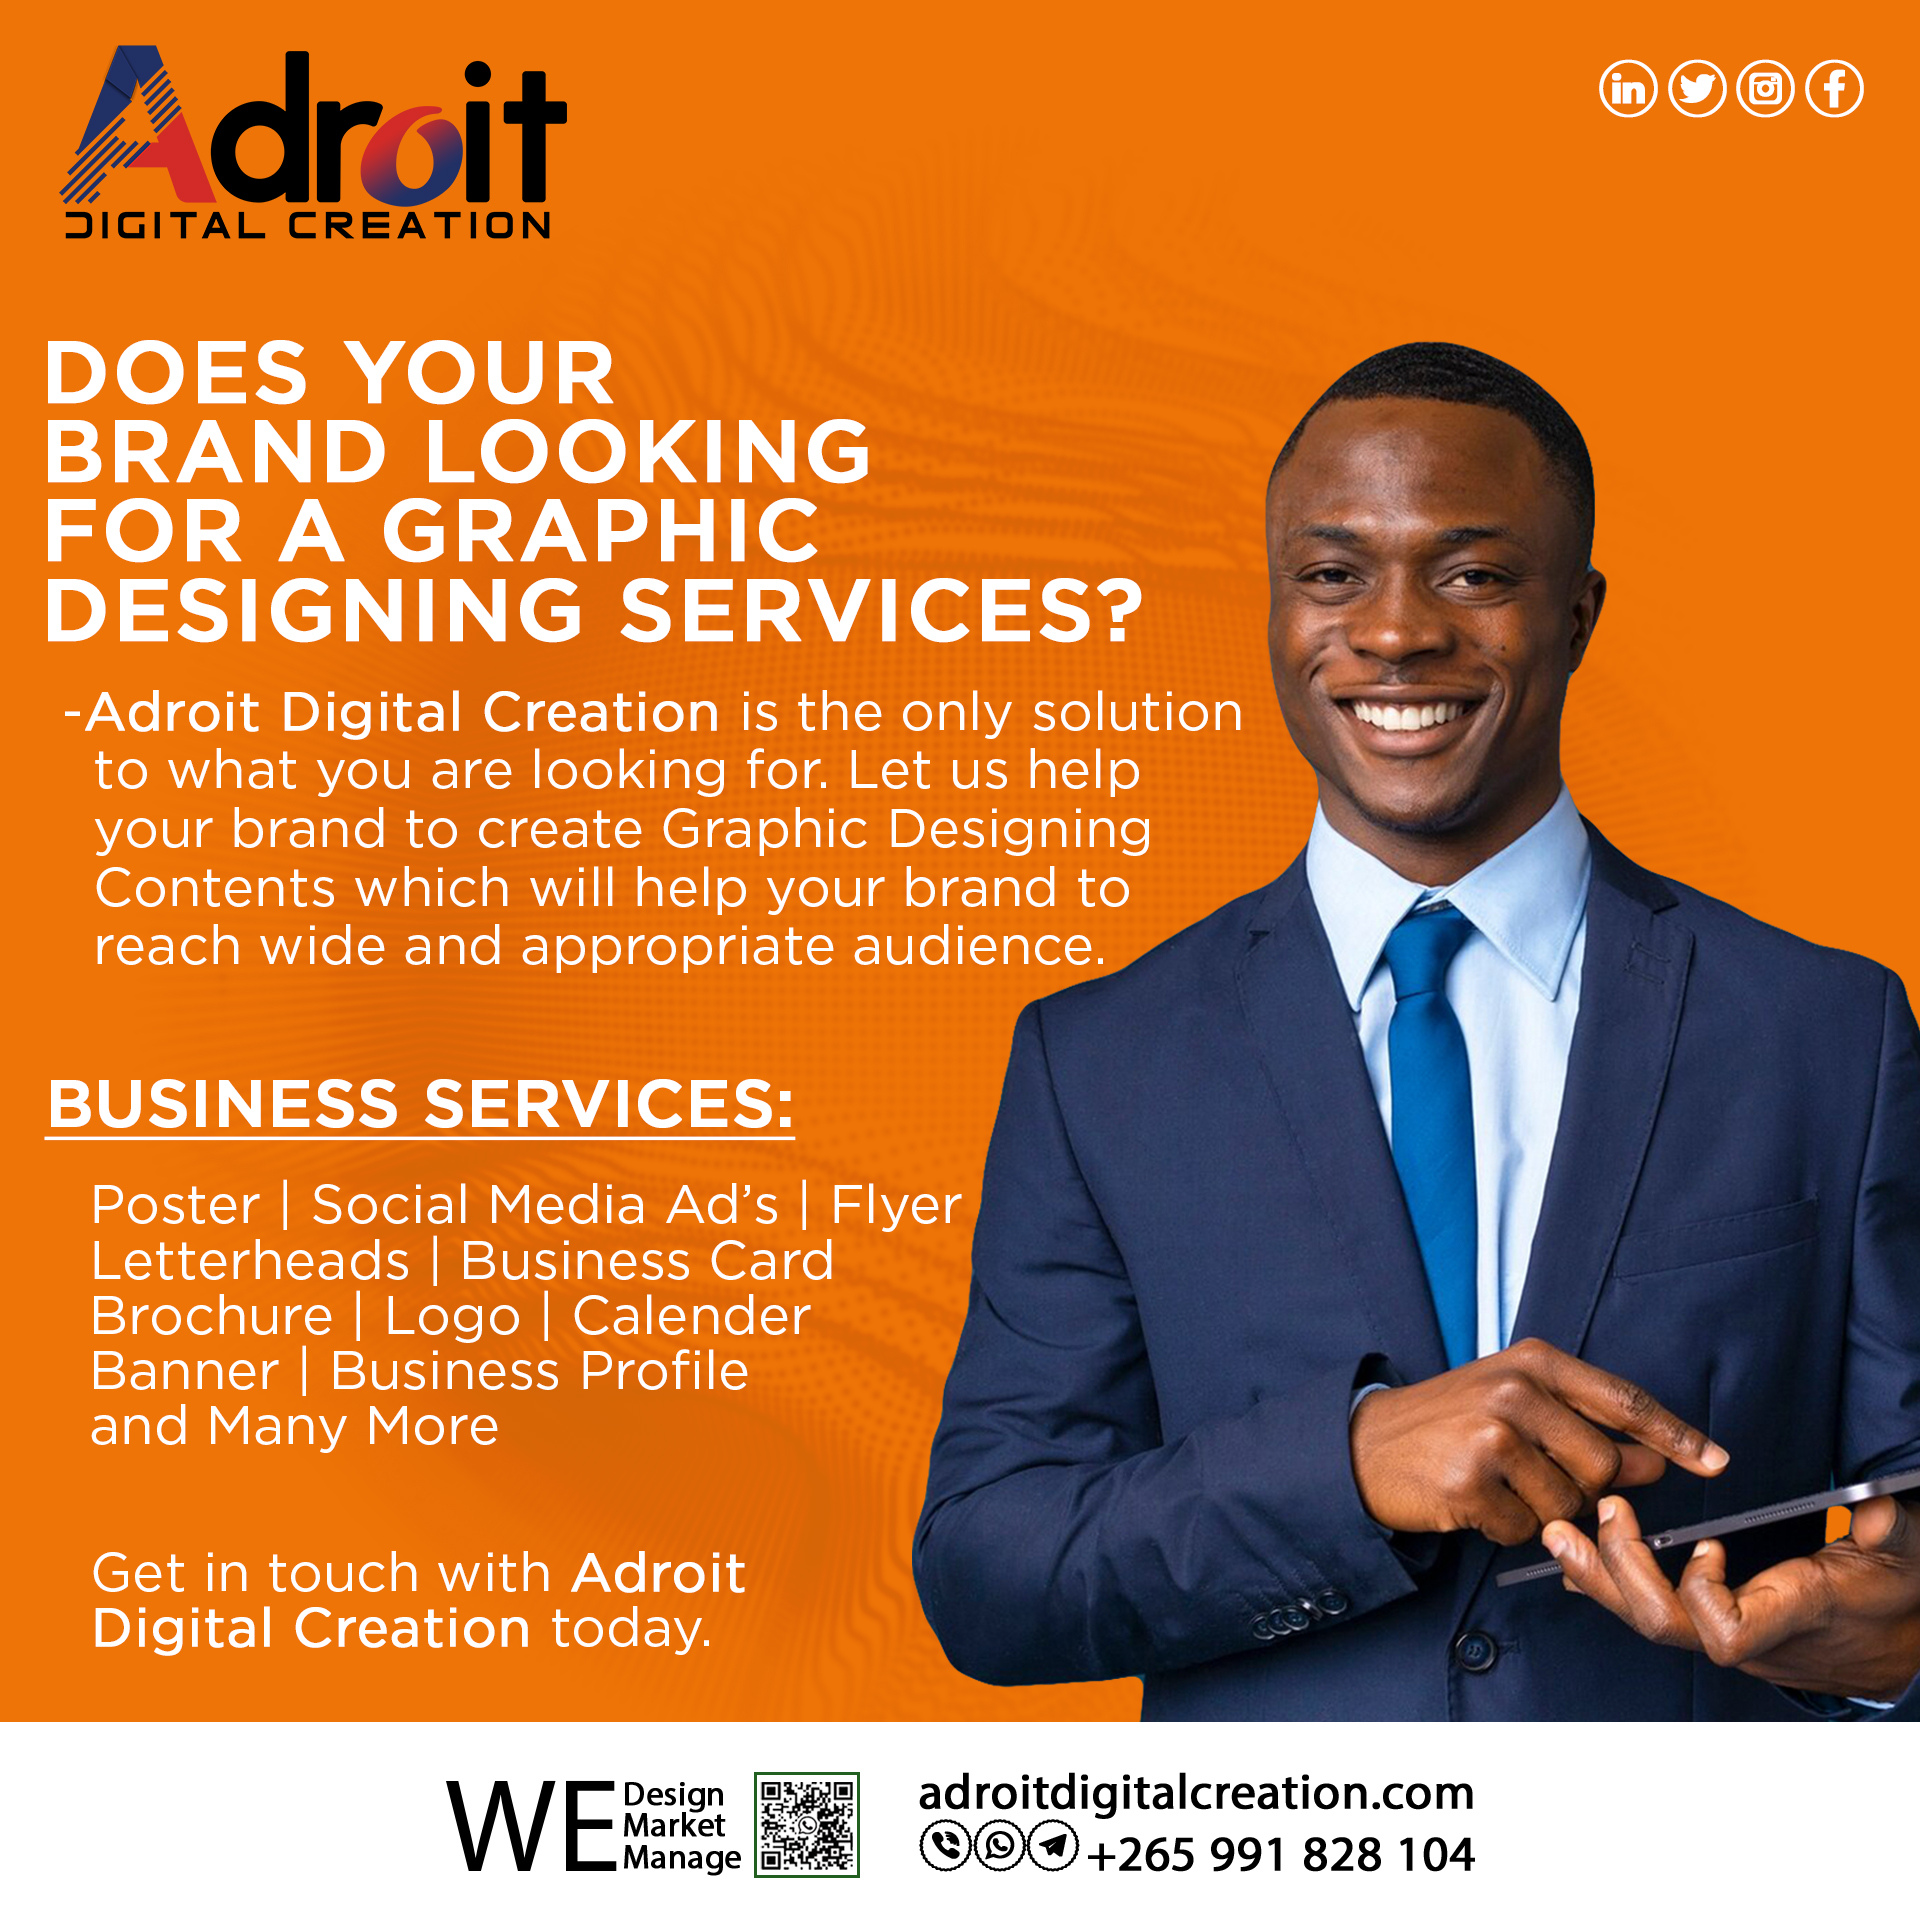 Adroit
DIGITAL CREATION
DOES YOUR
BRAND LOOKING
FOR A GRAPHIC
DESIGNING SERVICES?
-Adroit Digital Creation is the only solution
to what you are looking for. Let us help
your brand to create Graphic Designing
Contents which will help your brand to
reach wide and appropriate audience.
BUSINESS SERVICES:
Poster | Social Media Ad’s | Flyer
Letterheads | Business Card
Brochure | Logo | Calender
Banner | Business Profile
and Many More
Get in touch with Adroit
Digital Creation today.
WE
Design
Market
Manage
adroitdigitalcreation.com
+265 991 828 104